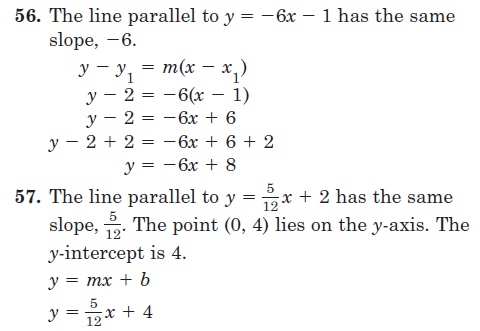 56. The line parallel to y = −6x − 1 has the same
slope, −6.
y − y₁ = m(x − x₁)
y − 2 = −6(x − 1)
y − 2 = −6x + 6
y − 2 + 2 = −6x + 6 + 2
y = −6x + 8
57. The line parallel to y = 5/12 x + 2 has the same
slope, 5/12. The point (0, 4) lies on the y-axis. The
y-intercept is 4.
y = mx + b
y = 5/12 x + 4